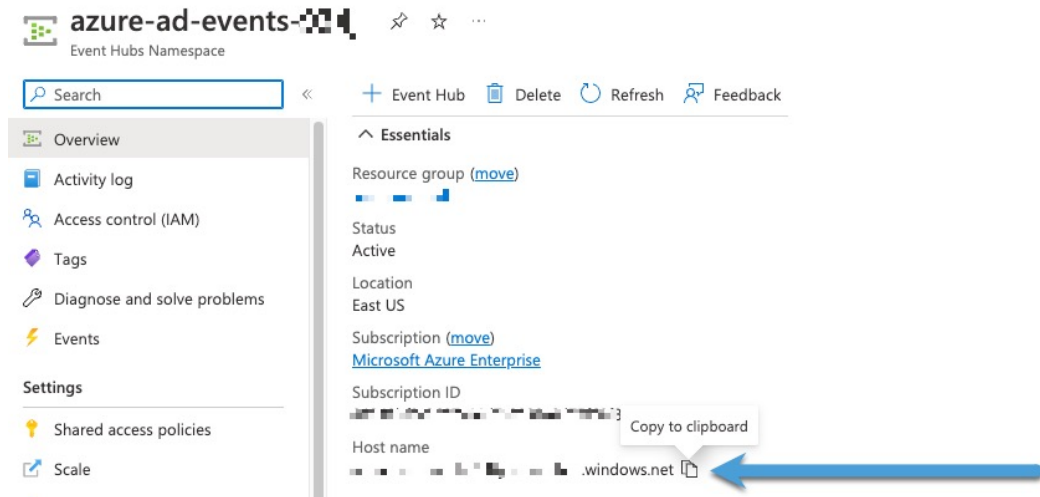 azure-ad-events-
Event Hubs Namespace
Search
Overview
Activity log
Access control (IAM)
Tags
Diagnose and solve problems
Events
Settings
Shared access policies
Scale
Event Hub Delete Refresh Feedback
Essentials
Resource group (move)
Status
Active
Location
East US
Subscription (move)
Microsoft Azure Enterprise
Subscription ID
Copy to clipboard
Host name
.windows.net